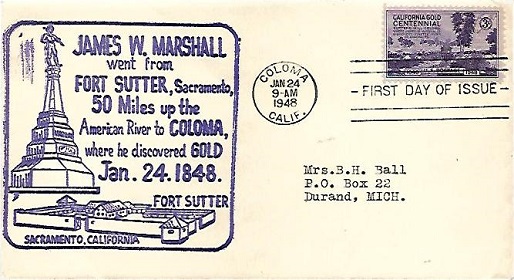 JAMES W. MARSHALL
went from
FORT SUTTER, Sacramento,
50 Miles up the
American River to COLOMA,
where he discovered GOLD
Jan. 24. 1848.
FORT SUTTER
SACRAMENTO, CALIFORNIA
COLOMA
JAN 24
9-AM
1948
CALIF.
CALIFORNIA GOLD
CENTENNIAL
3¢
FIRST DAY OF ISSUE
Mrs.B.H. Ball
P.O. Box 22
Durand, MICH.